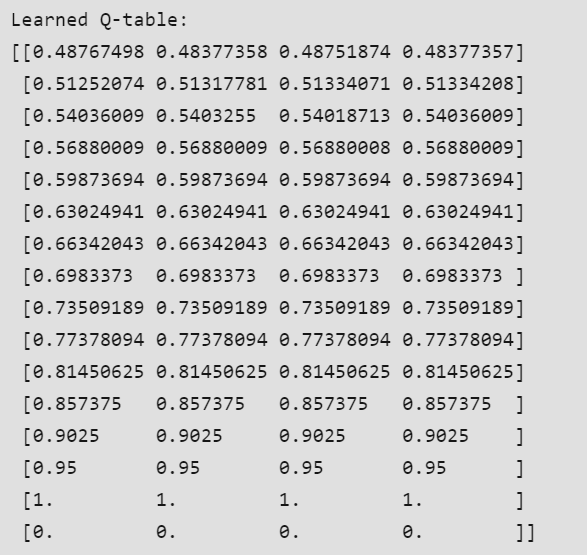 Learned Q-table:
[[0.48767498 0.48377358 0.48751874 0.48377357]
 [0.51252074 0.51317781 0.51334071 0.51334208]
 [0.54036009 0.5403255  0.54018713 0.54036009]
 [0.56880009 0.56880009 0.56880008 0.56880009]
 [0.59873694 0.59873694 0.59873694 0.59873694]
 [0.63024941 0.63024941 0.63024941 0.63024941]
 [0.66342043 0.66342043 0.66342043 0.66342043]
 [0.6983373  0.6983373  0.6983373  0.6983373 ]
 [0.73509189 0.73509189 0.73509189 0.73509189]
 [0.77378094 0.77378094 0.77378094 0.77378094]
 [0.81450625 0.81450625 0.81450625 0.81450625]
 [0.857375   0.857375   0.857375   0.857375  ]
 [0.9025     0.9025     0.9025     0.9025    ]
 [0.95       0.95       0.95       0.95      ]
 [1.         1.         1.         1.        ]
 [0.         0.         0.         0.        ]]